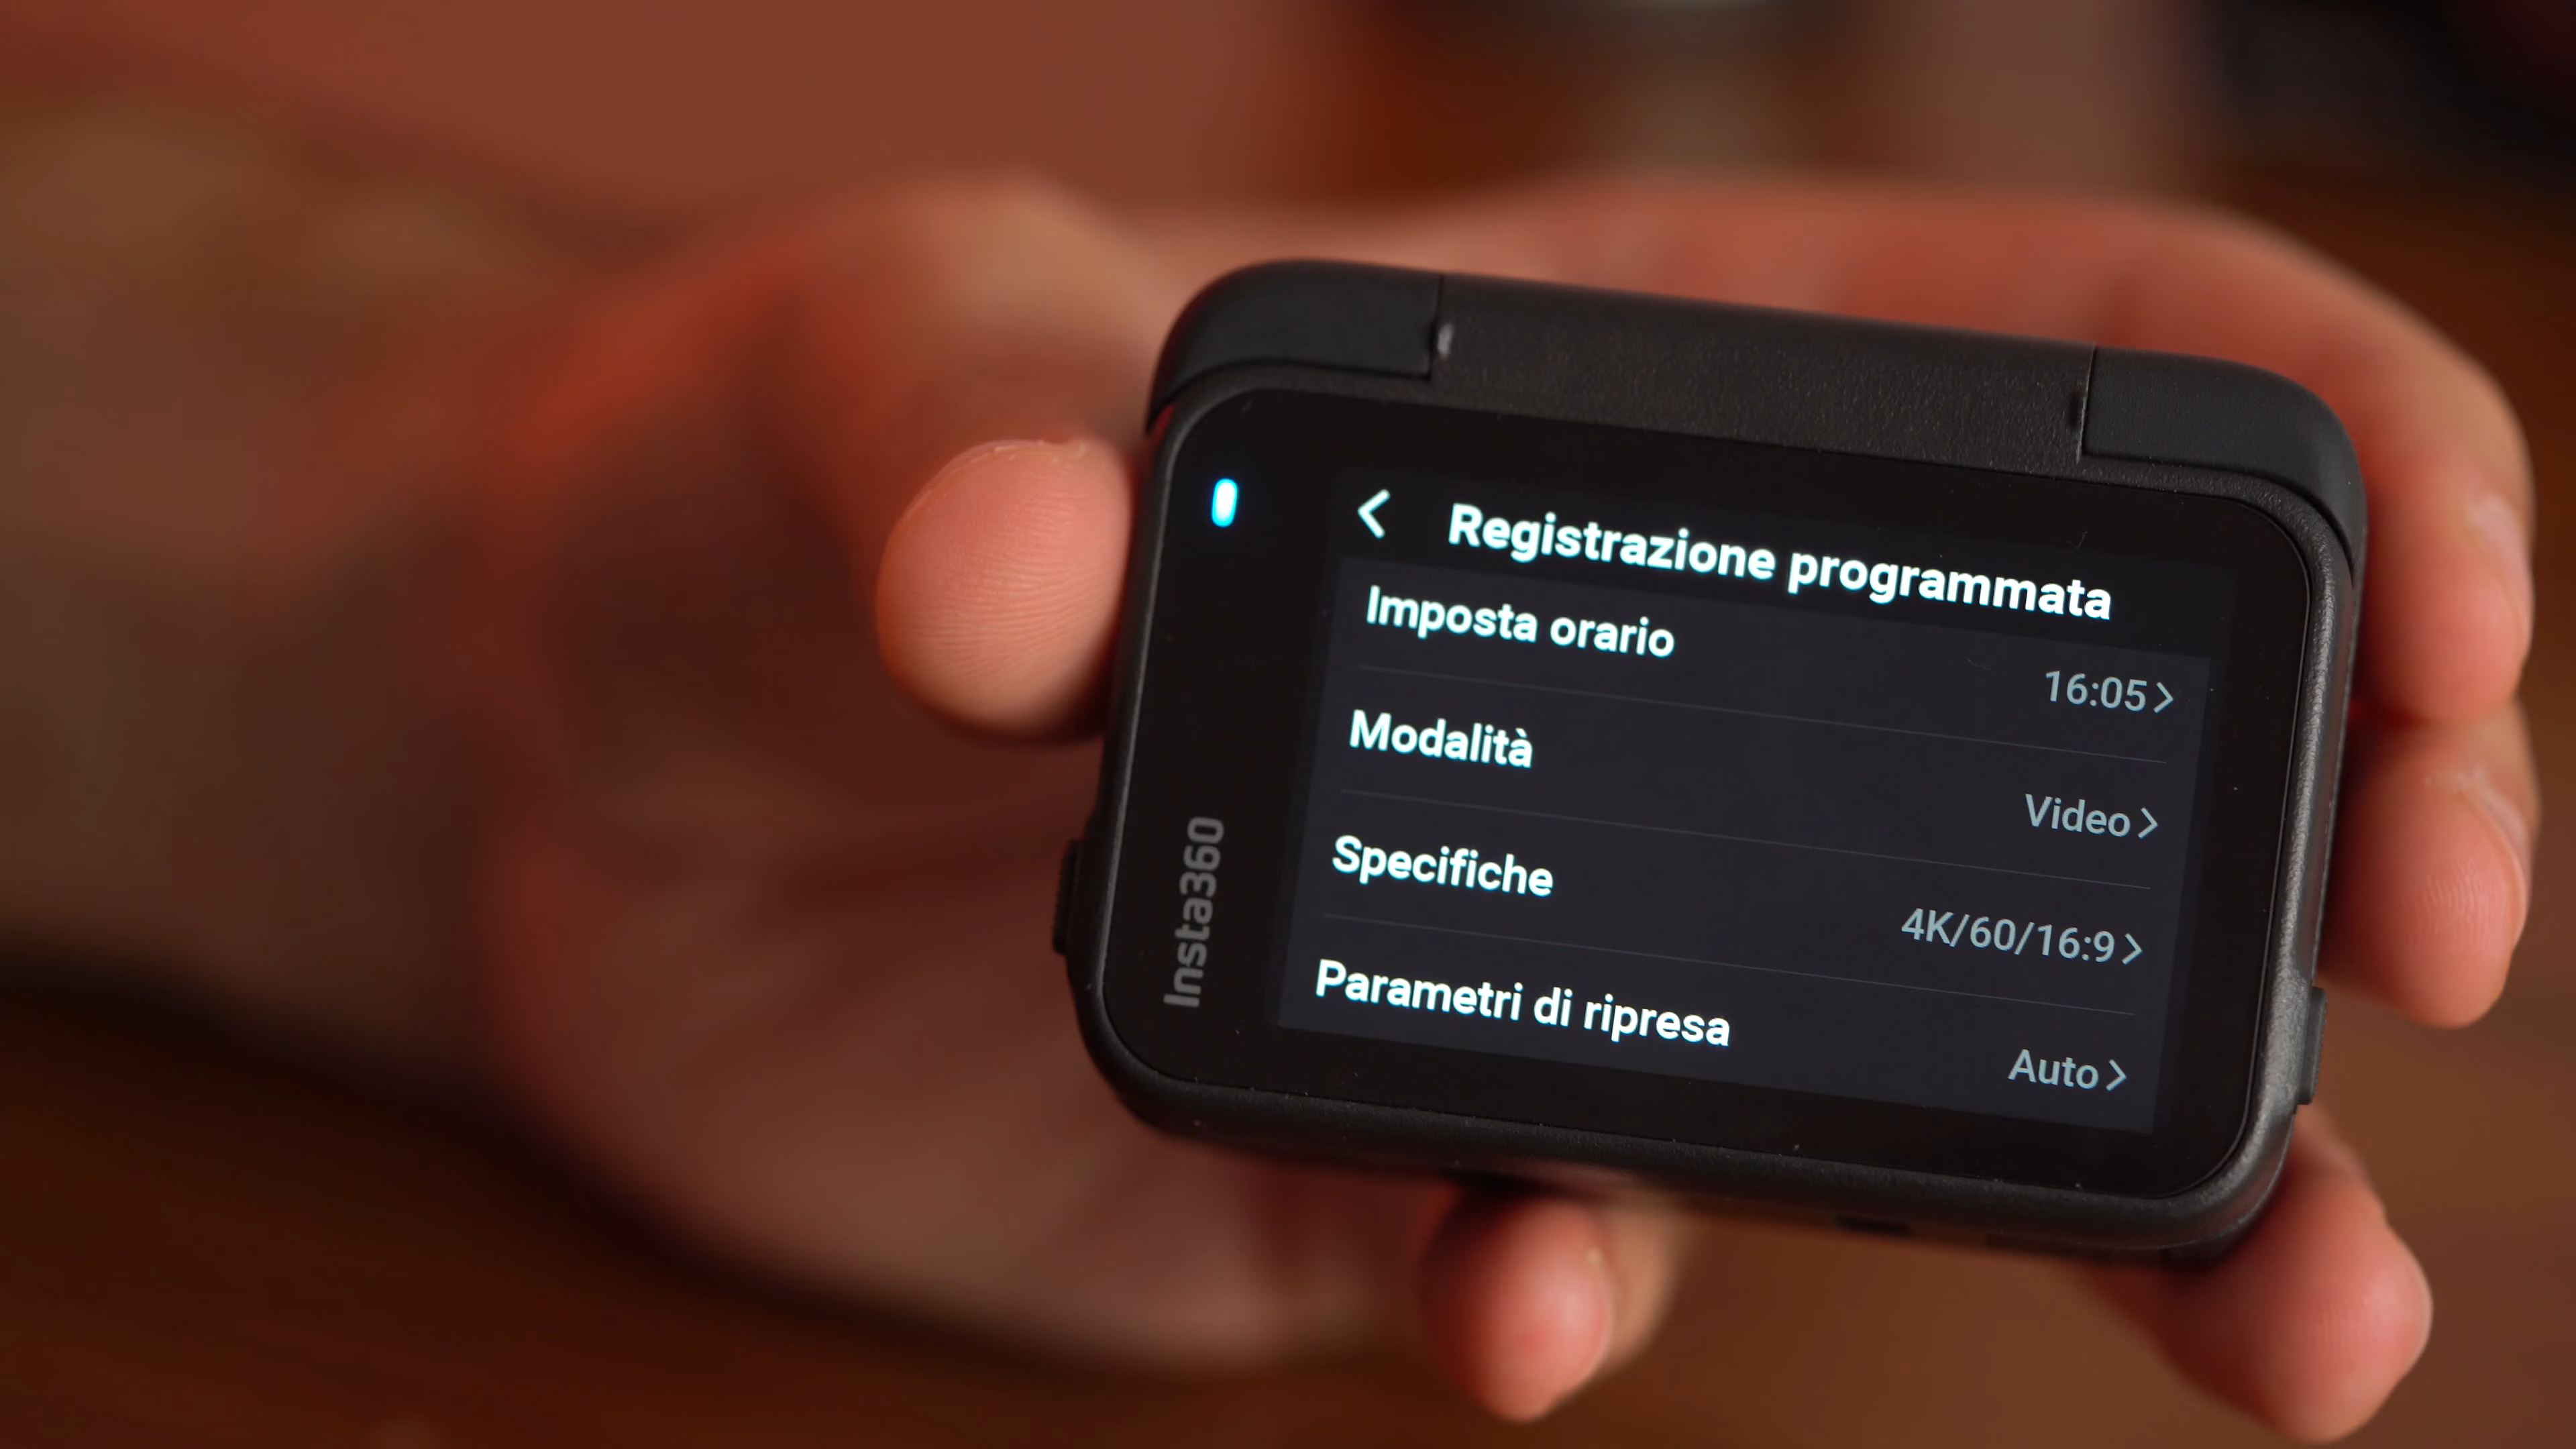 Registrazione programmata
Imposta orario
16:05
Modalità
Video
Specifiche
4K/60/16:9
Parametri di ripresa
Auto
Insta360